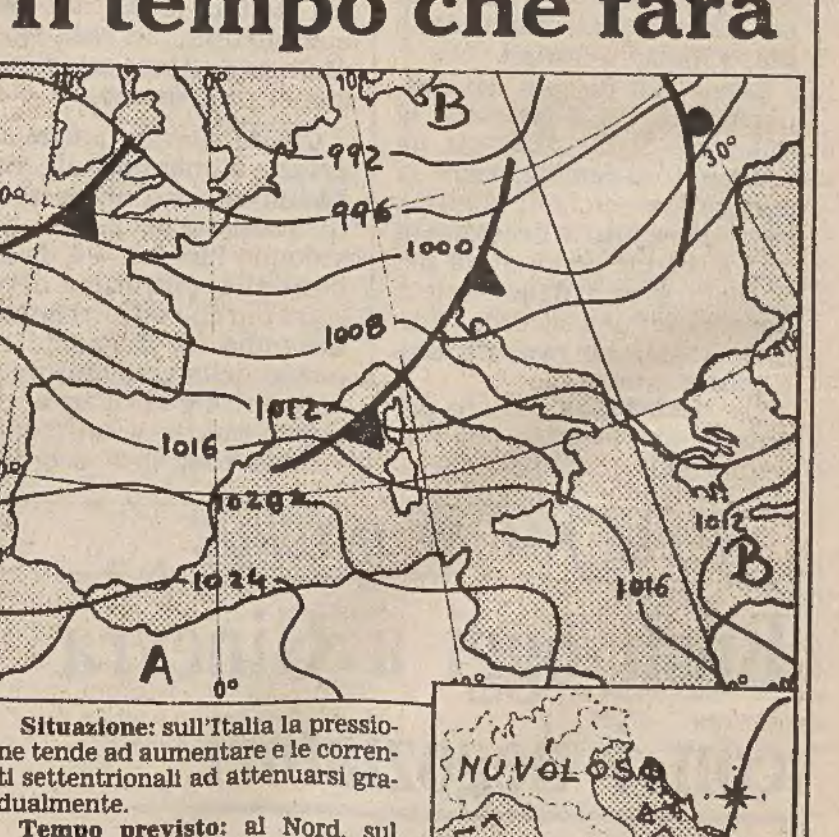 Il tempo che farà
10°
0°
10°
B
992
30°
996
1000
1008
1012
1016
1020
1012
1024
1016
B
A
0°
Situazione: sull'Italia la pressio-
ne tende ad aumentare e le corren-
ti settentrionali ad attenuarsi gra-
dualmente.
Tempo previsto: al Nord, sul
NUVOLOSO